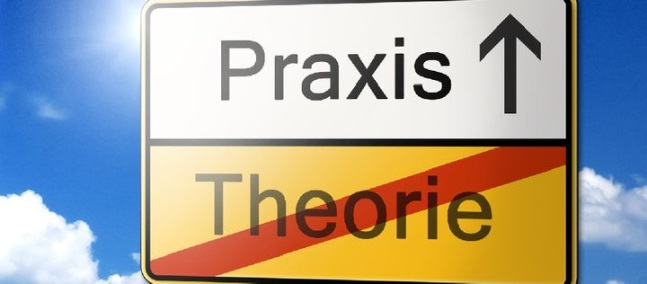 Praxis ↑
Theorie